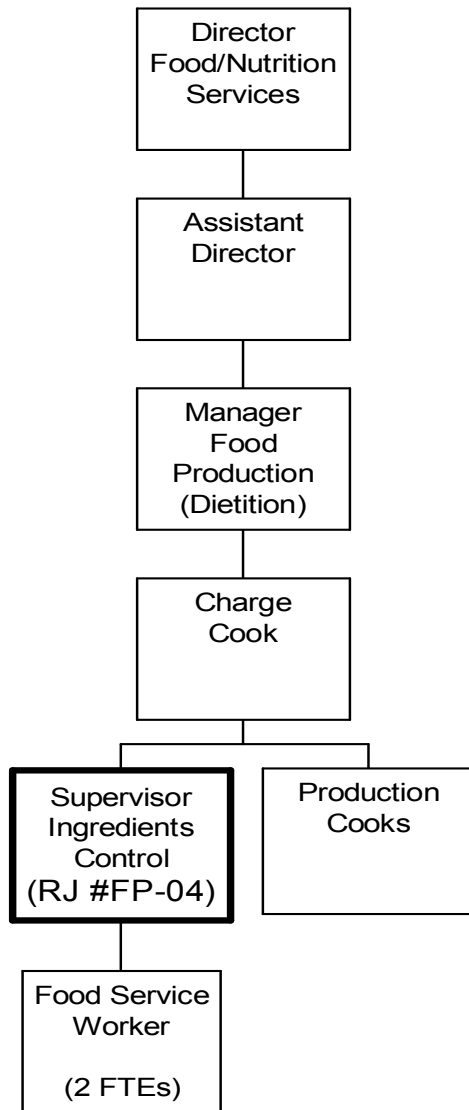 Director
Food/Nutrition
Services
Assistant
Director
Manager
Food
Production
(Dietition)
Charge
Cook
Supervisor
Ingredients
Control
(RJ #FP-04)
Production
Cooks
Food Service
Worker
(2 FTEs)